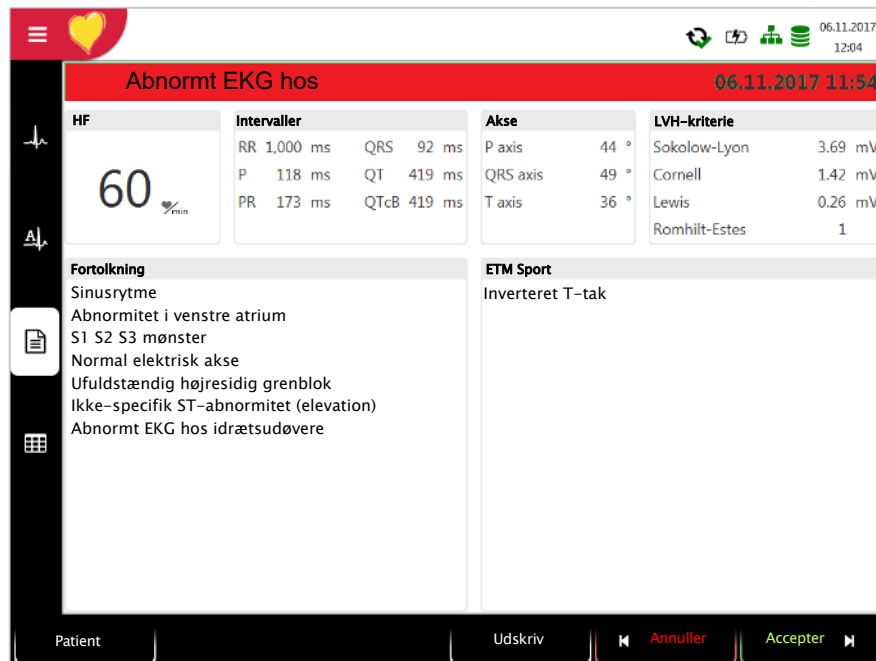 06.11.2017
12:04
Abnormt EKG hos
06.11.2017 11:54
HF
60 /min
Intervaller
RR 1,000 ms QRS 92 ms
P 118 ms QT 419 ms
PR 173 ms QTcB 419 ms
Akse
P axis 44 °
QRS axis 49 °
T axis 36 °
LVH-kriterie
Sokolow-Lyon 3.69 mV
Cornell 1.42 mV
Lewis 0.26 mV
Romhilt-Estes 1
A
Fortolkning
Sinusrytme
Abnormitet i venstre atrium
S1 S2 S3 mønster
Normal elektrisk akse
Ufuldstændig højresidig grenblok
Ikke-specifik ST-abnormitet (elevation)
Abnormt EKG hos idrætsudøvere
ETM Sport
Inverteret T-tak
Patient
Udskriv
Annuller
Accepter